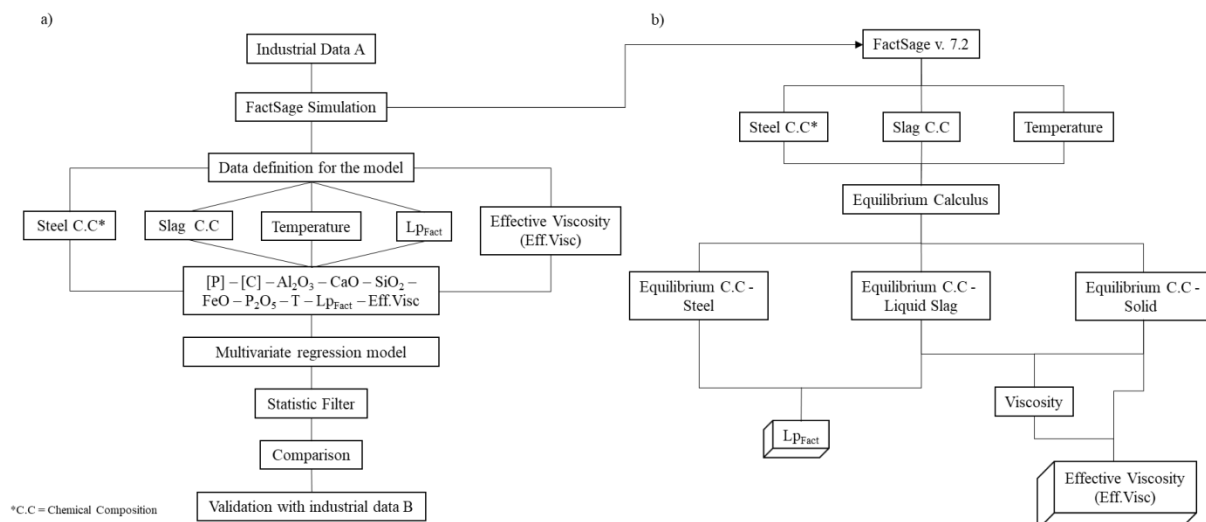 a)
Industrial Data A
FactSage Simulation
Data definition for the model
Steel C.C*
Slag C.C
Temperature
Lp_Fact
Effective Viscosity
(Eff.Visc)
[P] – [C] – Al₂O₃ – CaO – SiO₂ –
FeO – P₂O₅ – T – Lp_Fact – Eff.Visc
Multivariate regression model
Statistic Filter
Comparison
Validation with industrial data B
*C.C = Chemical Composition
b)
FactSage v. 7.2
Steel C.C*
Slag C.C
Temperature
Equilibrium Calculus
Equilibrium C.C -
Steel
Equilibrium C.C -
Liquid Slag
Equilibrium C.C -
Solid
Viscosity
Lp_Fact
Effective Viscosity
(Eff.Visc)